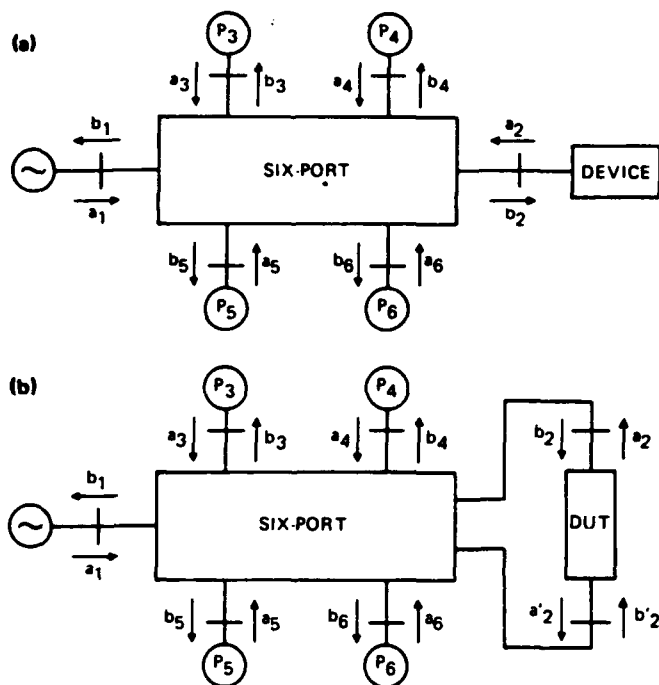 (a)
P3 P4
a3 b3 a4 b4
b1 a2
SIX-PORT DEVICE
a1 b2
b5 a5 b6 a6
P5 P6
(b)
P3 P4
a3 b3 a4 b4 b2 a2
b1
SIX-PORT DUT
a1
b5 a5 b6 a6 a'2 b'2
P5 P6